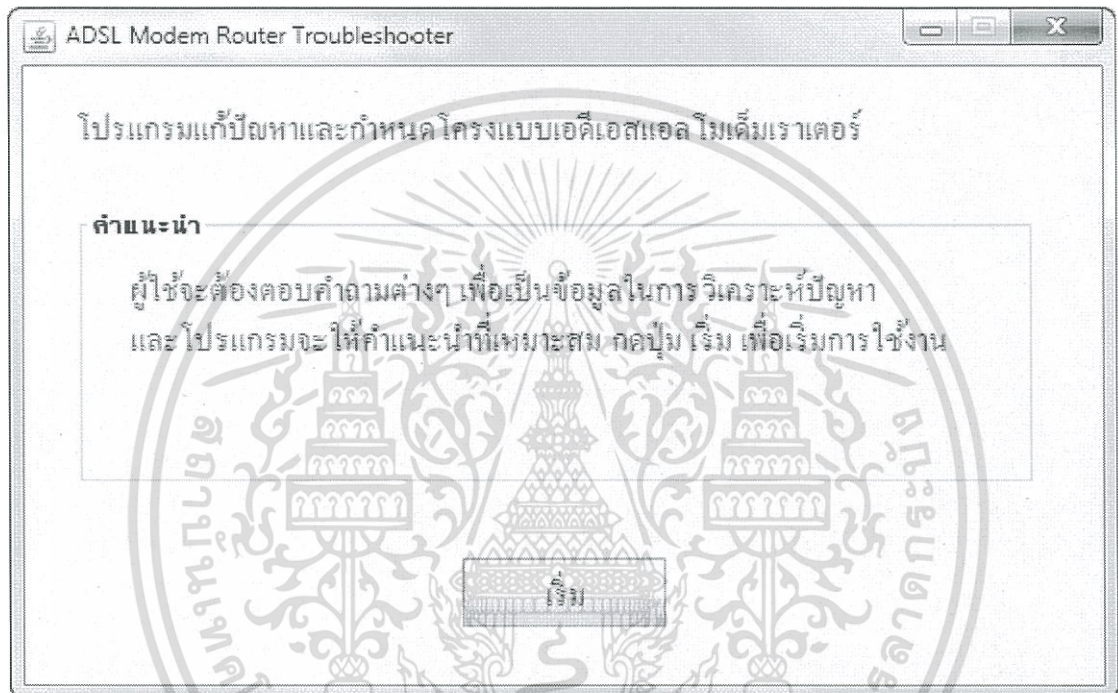 ADSL Modem Router Troubleshooter
โปรแกรมแก้ปัญหาและกำหนดโครงแบบเอดีเอสแอลโมเด็มเราเตอร์
คำแนะนำ
ผู้ใช้จะต้องตอบคำถามต่างๆ เพื่อเป็นข้อมูลในการวิเคราะห์ปัญหา
และโปรแกรมจะให้คำแนะนำที่เหมาะสม กดปุ่ม เริ่ม เพื่อเริ่มการใช้งาน
เริ่ม